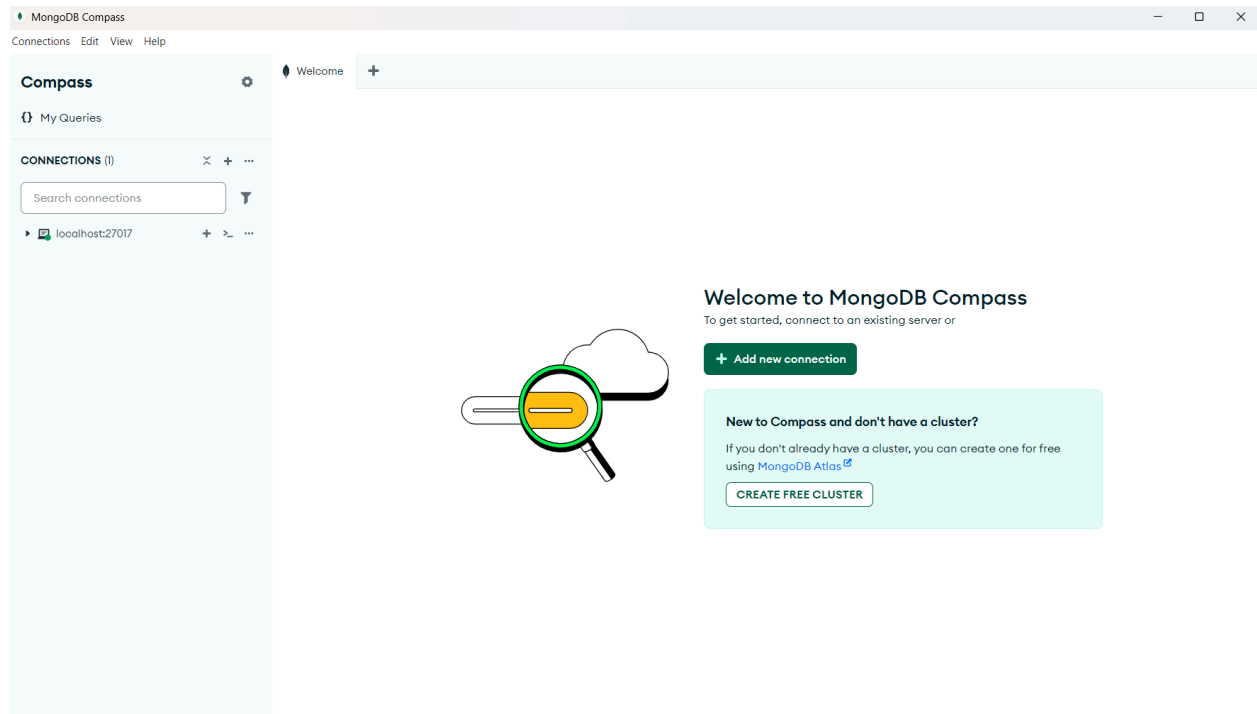 MongoDB Compass
Connections Edit View Help
Compass
Welcome
{} My Queries
CONNECTIONS (1)
Search connections
localhost:27017
Welcome to MongoDB Compass
To get started, connect to an existing server or
+ Add new connection
New to Compass and don't have a cluster?
If you don't already have a cluster, you can create one for free
using MongoDB Atlas
CREATE FREE CLUSTER